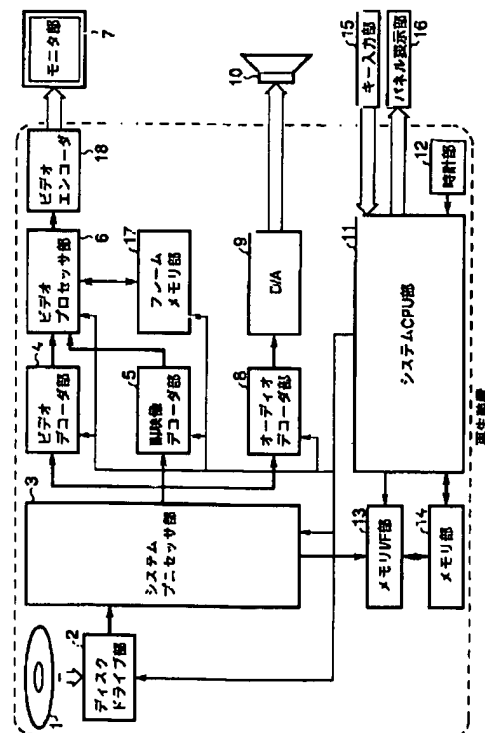 1
2
ディスク
ドライブ部
3
システム
プニセッサ部
4
ビデオ
デコーダ部
5
副映像
デコーダ部
6
ビデオ
プロセッサ部
17
フレーム
メモリ部
18
ビデオ
エンコーダ
7
モニタ部
8
オーディオ
デコーダ部
9
D/A
10
11
システムCPU部
12
時計部
13
メモリI/F部
14
メモリ部
15
キー入力部
16
パネル表示部
再生装置